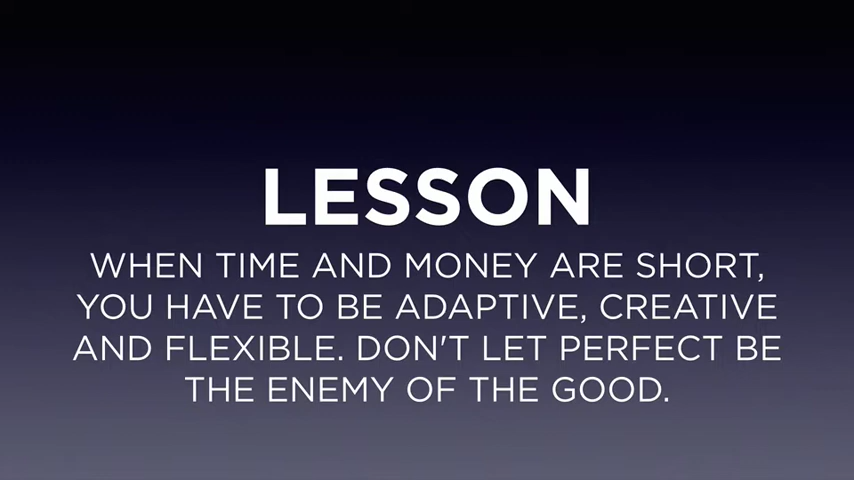 LESSON
WHEN TIME AND MONEY ARE SHORT,
YOU HAVE TO BE ADAPTIVE, CREATIVE
AND FLEXIBLE. DON'T LET PERFECT BE
THE ENEMY OF THE GOOD.